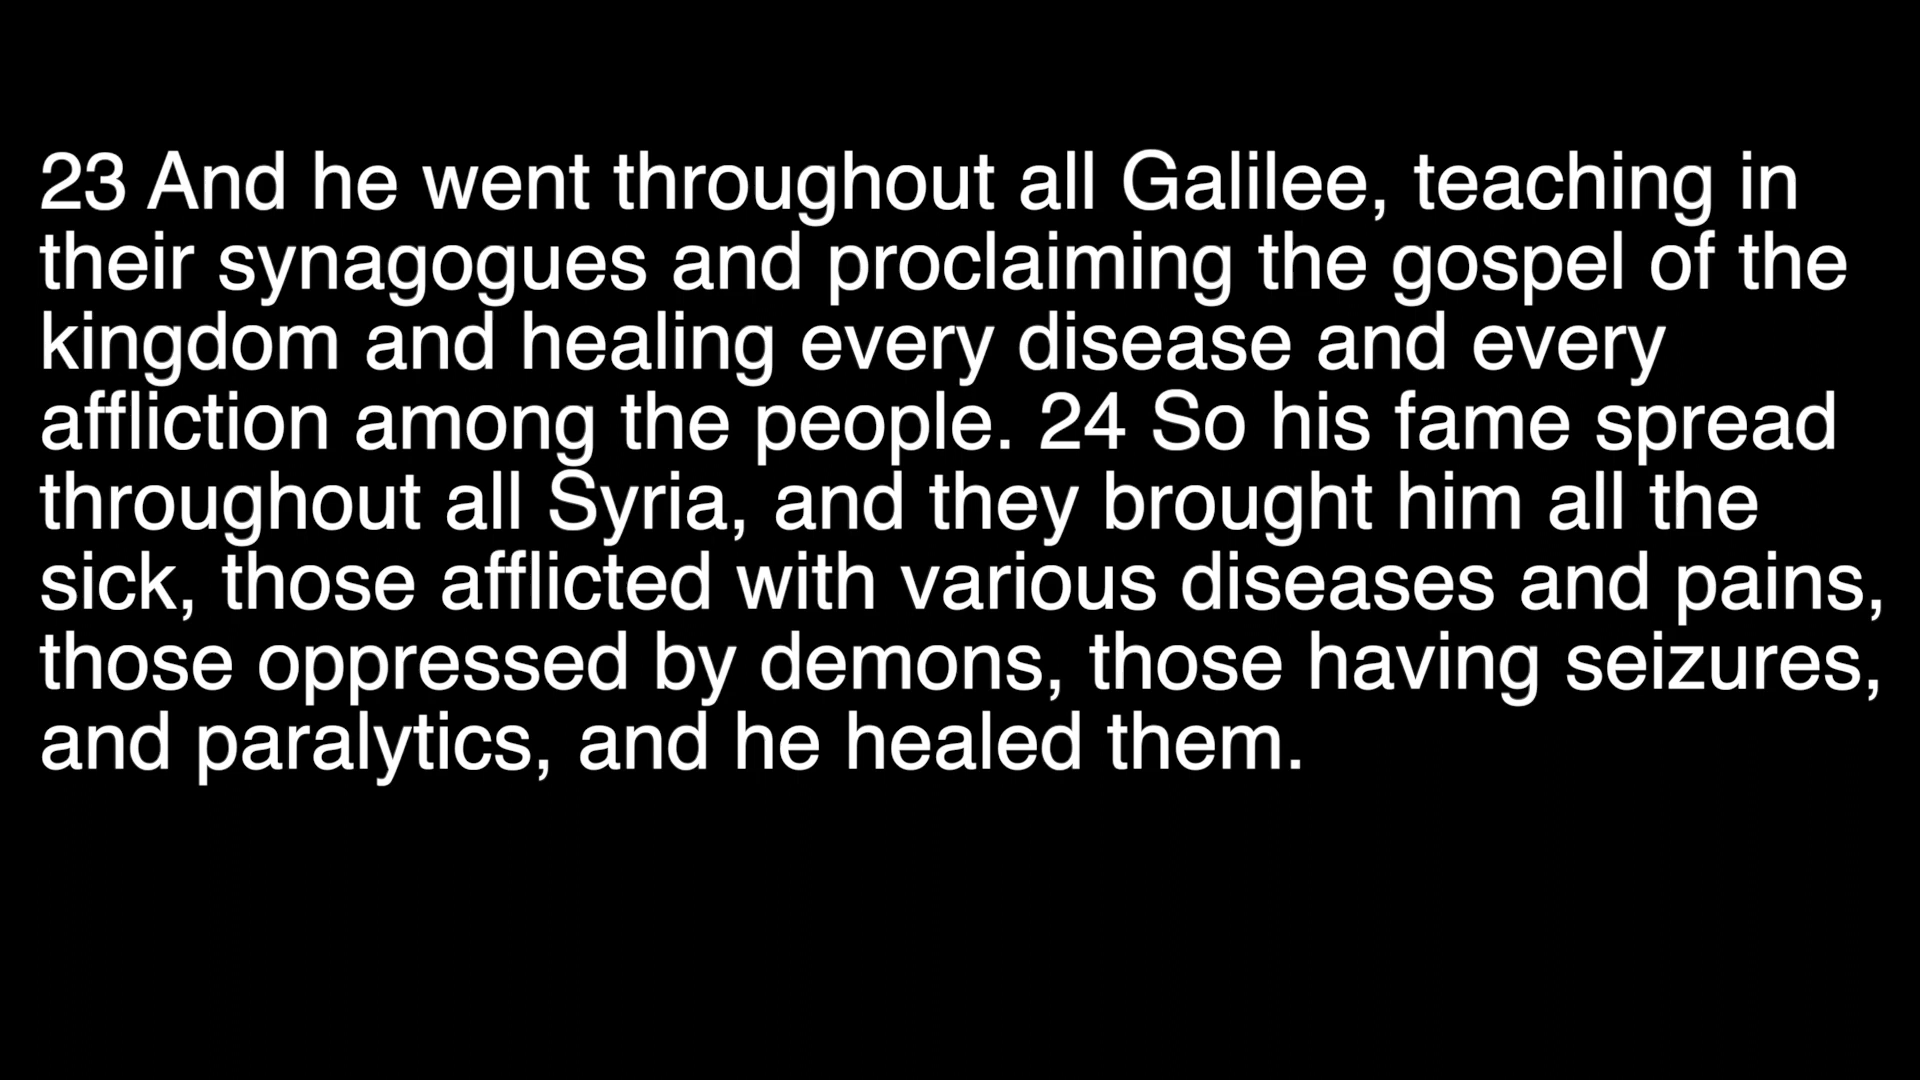 23 And he went throughout all Galilee, teaching in
their synagogues and proclaiming the gospel of the
kingdom and healing every disease and every
affliction among the people. 24 So his fame spread
throughout all Syria, and they brought him all the
sick, those afflicted with various diseases and pains,
those oppressed by demons, those having seizures,
and paralytics, and he healed them.